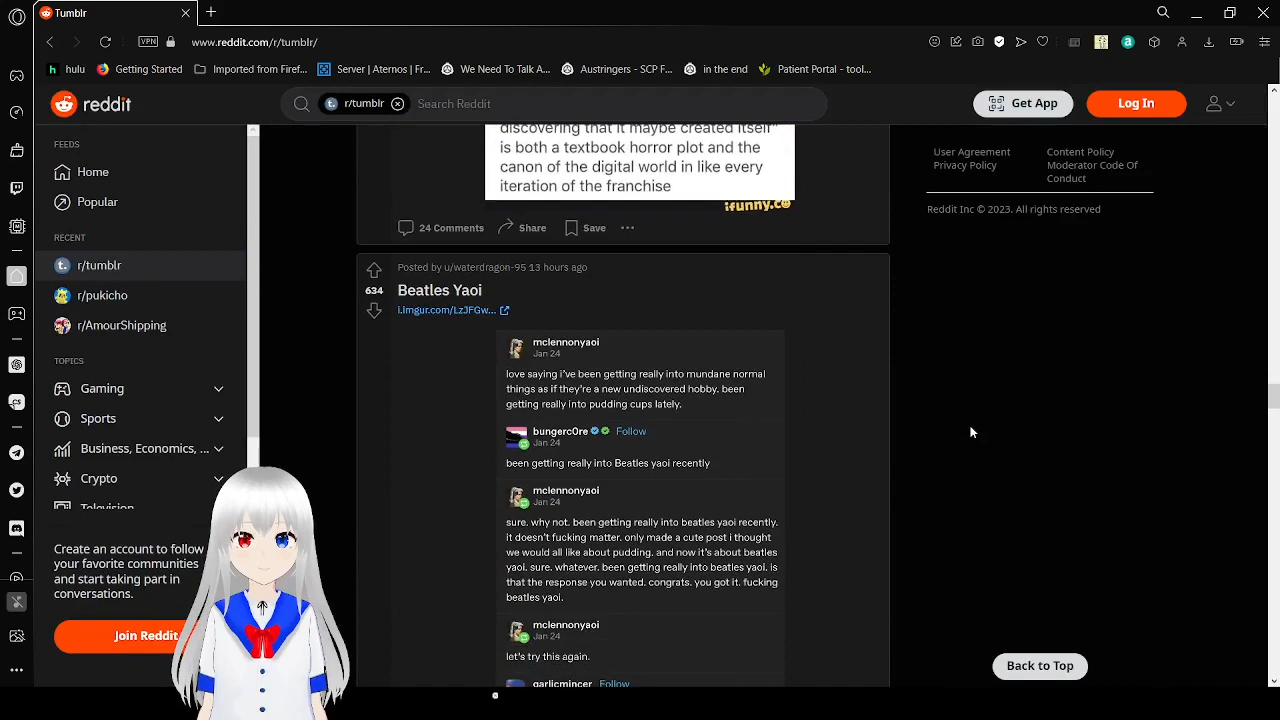 Tumblr
VPN
www.reddit.com/r/tumblr/
h hulu
Getting Started
Imported from Firef...
Server | Aternos | Fr...
We Need To Talk A...
Austringers - SCP F...
in the end
Patient Portal - tool...
reddit
r/tumblr
Search Reddit
Get App
Log In
FEEDS
Home
Popular
RECENT
r/tumblr
r/pukicho
r/AmourShipping
TOPICS
Gaming
Sports
Business, Economics, ...
Crypto
Television
Create an account to follow
your favorite communities
and start taking part in
conversations.
Join Reddit
discovering that it maybe created itself"
is both a textbook horror plot and the
canon of the digital world in like every
iteration of the franchise
ifunny.co
24 Comments
Share
Save
Posted by u/waterdragon-95 13 hours ago
634
Beatles Yaoi
i.imgur.com/LzJFGw...
mclennonyaoi
Jan 24
love saying i've been getting really into mundane normal
things as if they're a new undiscovered hobby. been
getting really into pudding cups lately.
bungerc0re Follow
Jan 24
been getting really into Beatles yaoi recently
mclennonyaoi
Jan 24
sure. why not. been getting really into beatles yaoi recently.
it doesn't fucking matter. only made a cute post i thought
we would all like about pudding. and now it's about beatles
yaoi. sure. whatever. been getting really into beatles yaoi. is
that the response you wanted. congrats. you got it. fucking
beatles yaoi.
mclennonyaoi
Jan 24
let's try this again.
garlicmincer Follow
User Agreement
Privacy Policy
Content Policy
Moderator Code Of
Conduct
Reddit Inc © 2023. All rights reserved
Back to Top